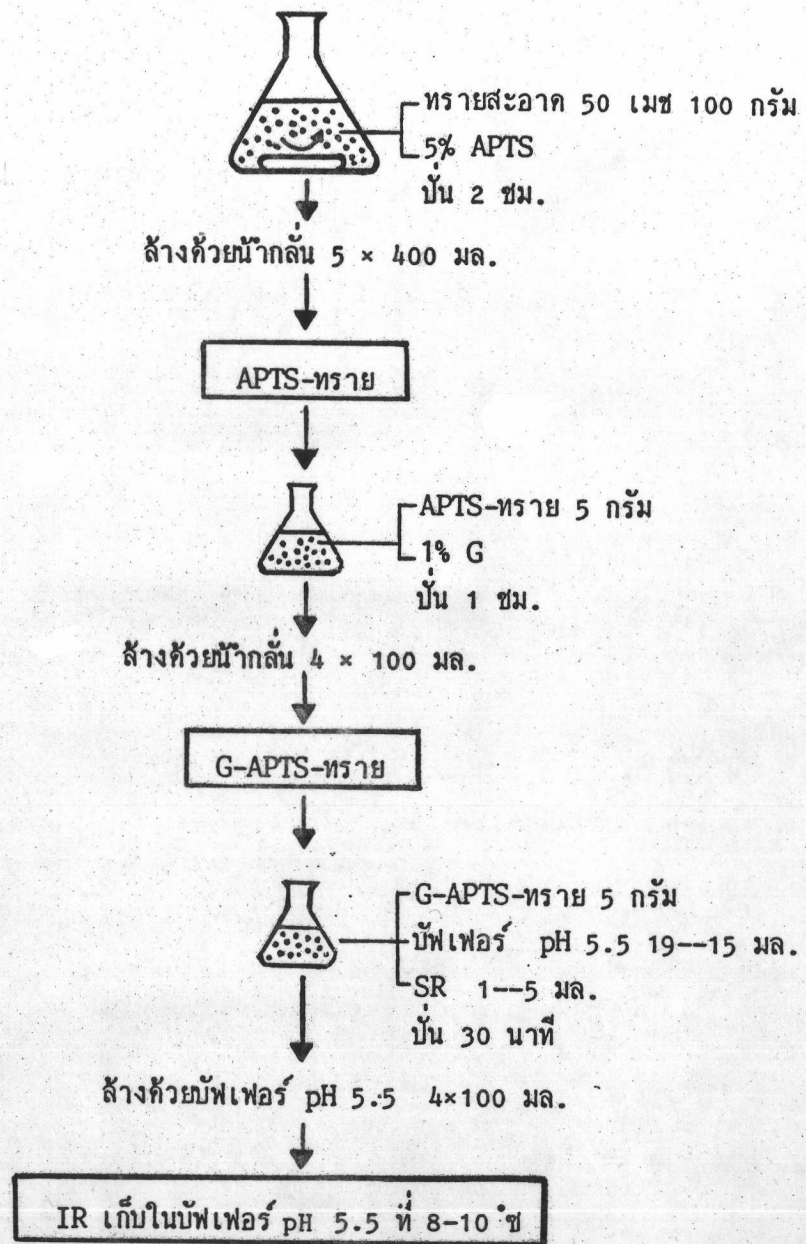 ทรายสะอาด 50 เมช 100 กรัม
5% APTS
ปั่น 2 ชม.
ล้างด้วยน้ำกลั่น 5 × 400 มล.
APTS-ทราย
APTS-ทราย 5 กรัม
1% G
ปั่น 1 ชม.
ล้างด้วยน้ำกลั่น 4 × 100 มล.
G-APTS-ทราย
G-APTS-ทราย 5 กรัม
บัฟเฟอร์ pH 5.5 19--15 มล.
SR 1--5 มล.
ปั่น 30 นาที
ล้างด้วยบัฟเฟอร์ pH 5.5 4×100 มล.
IR เก็บในบัฟเฟอร์ pH 5.5 ที่ 8-10 °ซ